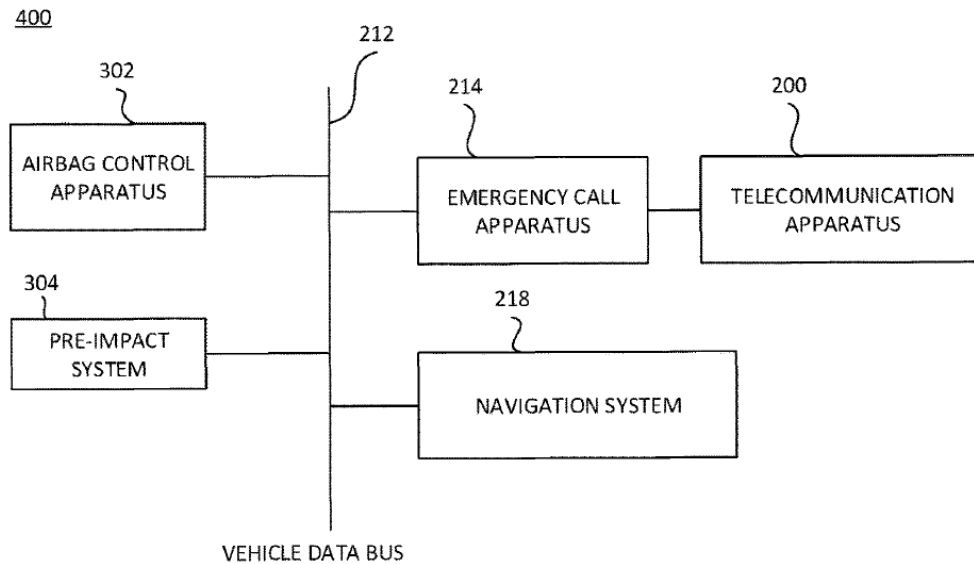 400
212
302
214
200
AIRBAG CONTROL
APPARATUS
EMERGENCY CALL
APPARATUS
TELECOMMUNICATION
APPARATUS
304
218
PRE-IMPACT
SYSTEM
NAVIGATION SYSTEM
VEHICLE DATA BUS